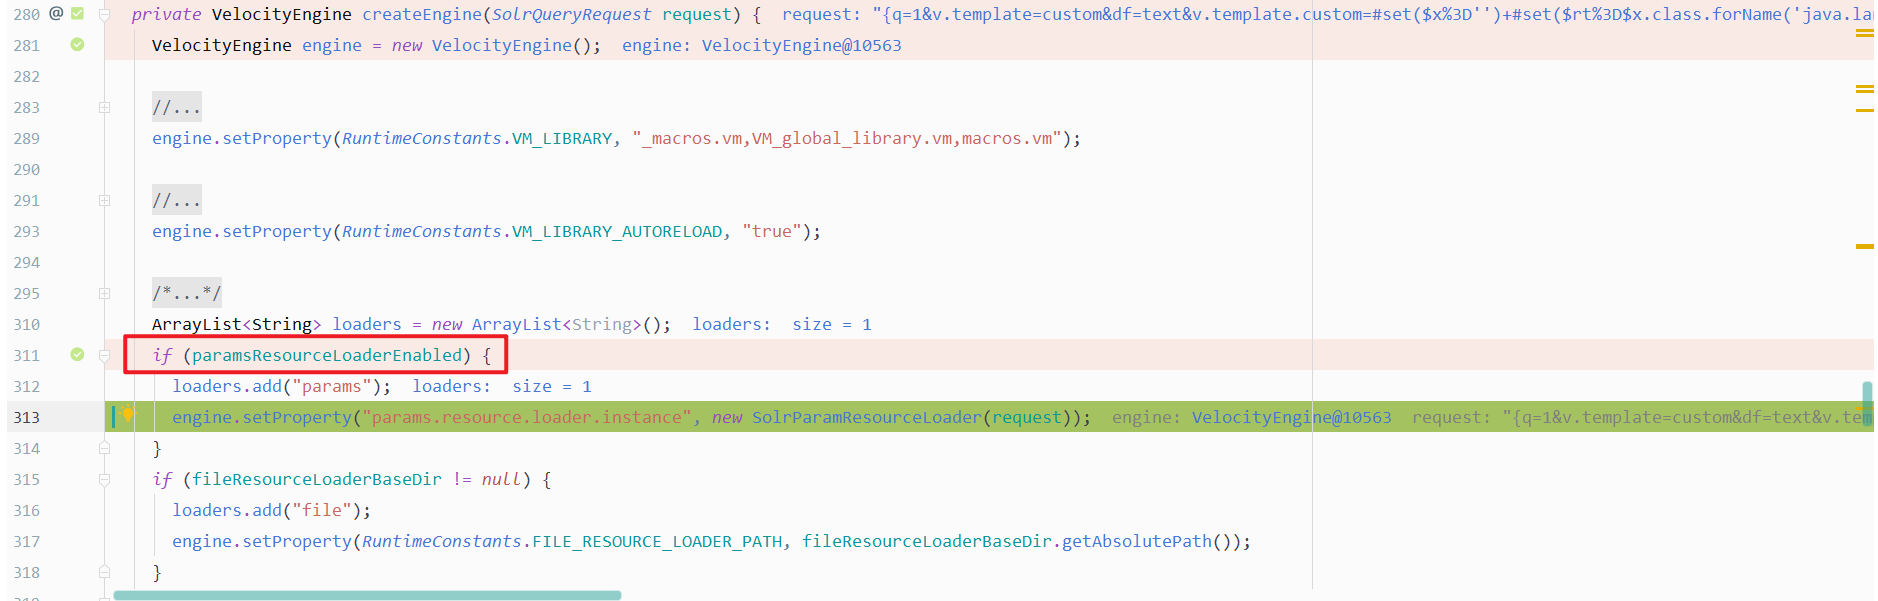 280 @ private VelocityEngine createEngine(SolrQueryRequest request) { request: "{q=1&v.template=custom&df=text&v.template.custom=#set($x%3D'')+#set($rt%3D$x.class.forName('java.lan
281 VelocityEngine engine = new VelocityEngine(); engine: VelocityEngine@10563
282
283 //...
289 engine.setProperty(RuntimeConstants.VM_LIBRARY, "_macros.vm,VM_global_library.vm,macros.vm");
290
291 //...
293 engine.setProperty(RuntimeConstants.VM_LIBRARY_AUTORELOAD, "true");
294
295 /*...*/
310 ArrayList<String> loaders = new ArrayList<String>(); loaders: size = 1
311 if (paramsResourceLoaderEnabled) {
312 loaders.add("params"); loaders: size = 1
313 engine.setProperty("params.resource.loader.instance", new SolrParamResourceLoader(request)); engine: VelocityEngine@10563 request: "{q=1&v.template=custom&df=text&v.tem
314 }
315 if (fileResourceLoaderBaseDir != null) {
316 loaders.add("file");
317 engine.setProperty(RuntimeConstants.FILE_RESOURCE_LOADER_PATH, fileResourceLoaderBaseDir.getAbsolutePath());
318 }